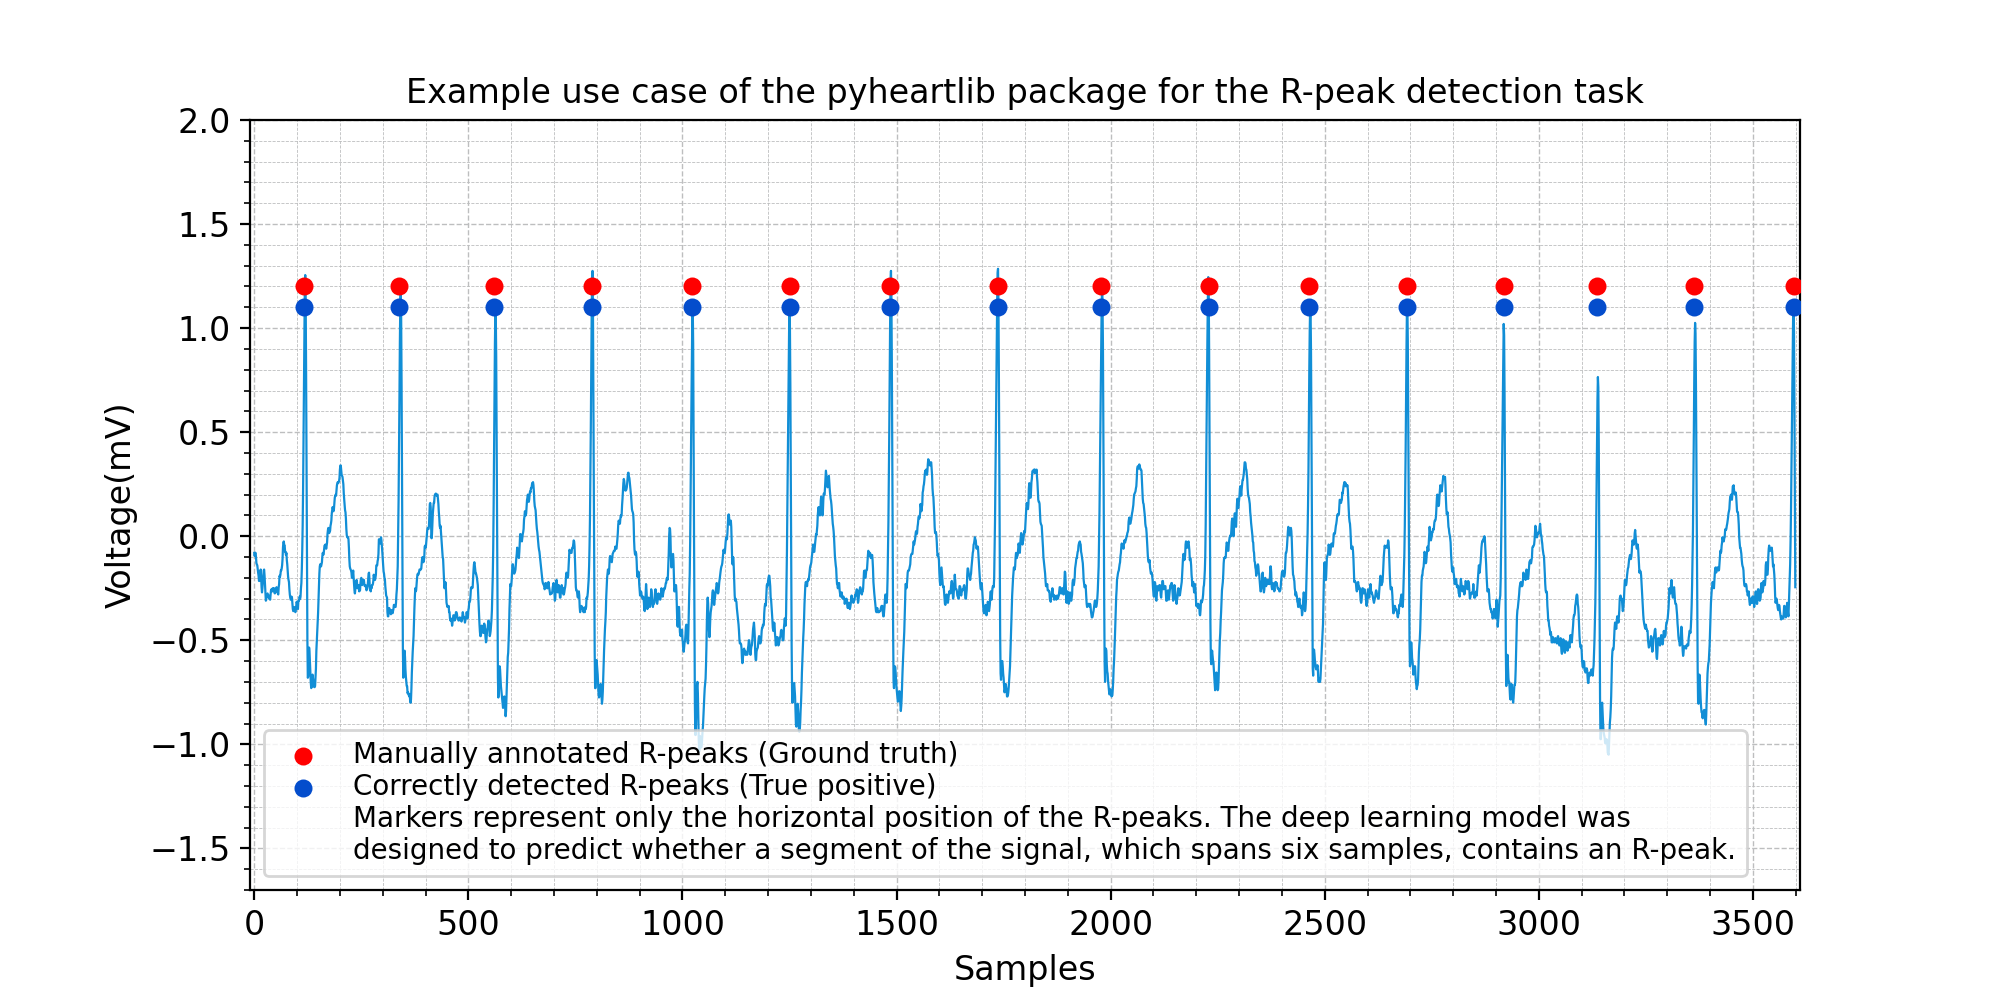 Example use case of the pyheartlib package for the R-peak detection task
2.0
1.5
1.0
0.5
0.0
−0.5
−1.0
−1.5
Voltage(mV)
Manually annotated R-peaks (Ground truth)
Correctly detected R-peaks (True positive)
Markers represent only the horizontal position of the R-peaks. The deep learning model was
designed to predict whether a segment of the signal, which spans six samples, contains an R-peak.
0 500 1000 1500 2000 2500 3000 3500
Samples